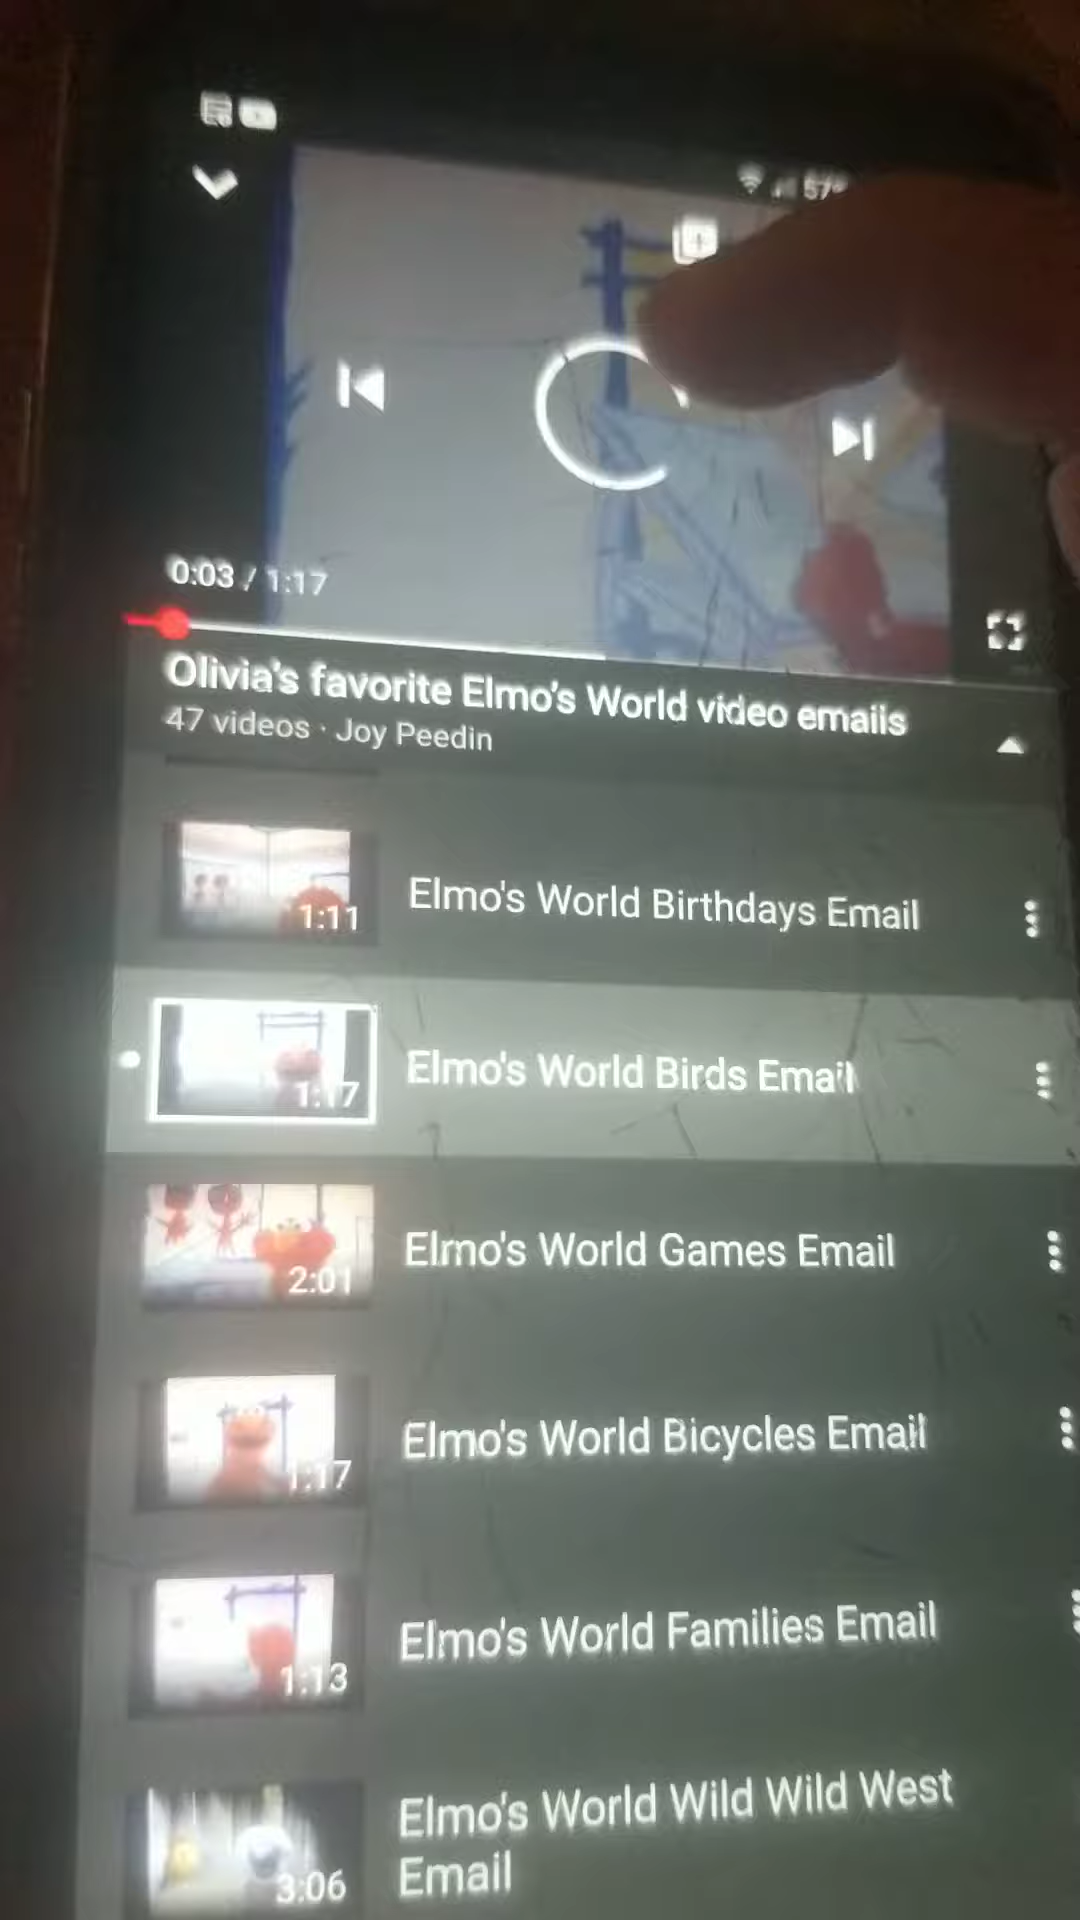 57%
0:03 / 1:17
Olivia's favorite Elmo's World video emails
47 videos · Joy Peedin
1:11
Elmo's World Birthdays Email
1:17
Elmo's World Birds Email
2:01
Elmo's World Games Email
1:17
Elmo's World Bicycles Email
1:13
Elmo's World Families Email
3:06
Elmo's World Wild Wild West
Email